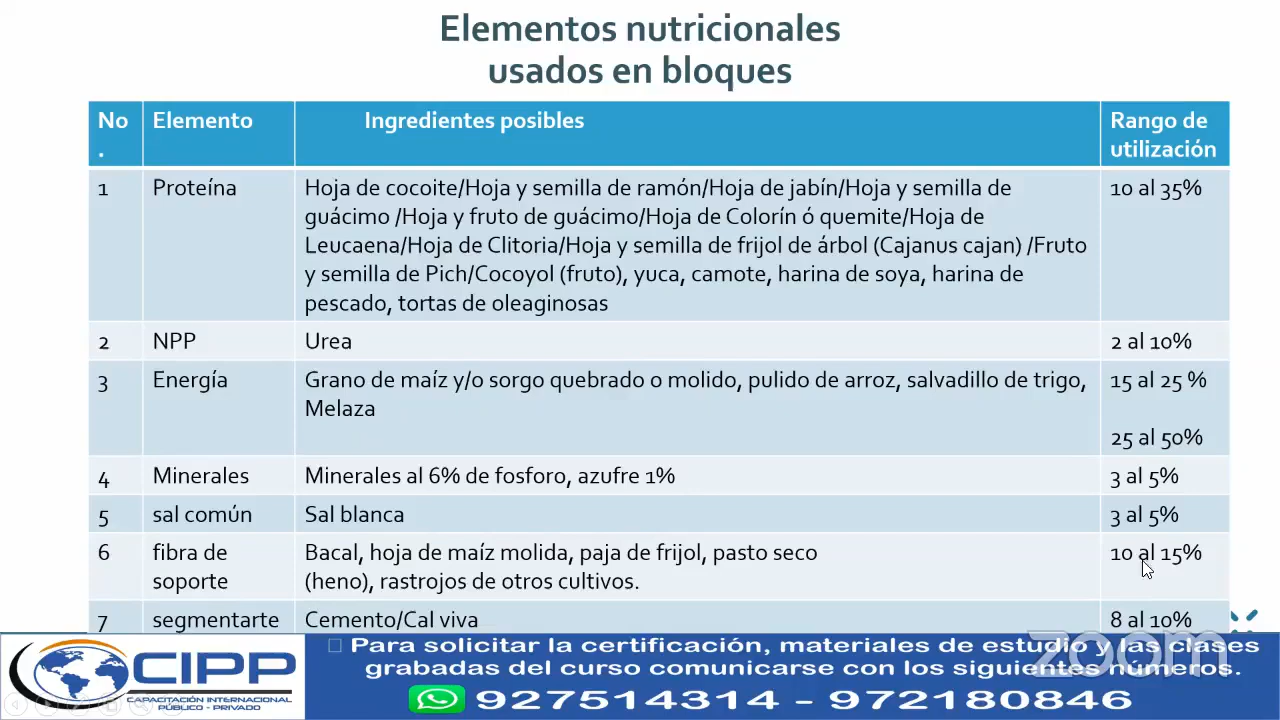 Elementos nutricionales
usados en bloques
No
.
Elemento
Ingredientes posibles
Rango de
utilización
1
Proteína
Hoja de cocoite/Hoja y semilla de ramón/Hoja de jabín/Hoja y semilla de
guácimo /Hoja y fruto de guácimo/Hoja de Colorín ó quemite/Hoja de
Leucaena/Hoja de Clitoria/Hoja y semilla de frijol de árbol (Cajanus cajan) /Fruto
y semilla de Pich/Cocoyol (fruto), yuca, camote, harina de soya, harina de
pescado, tortas de oleaginosas
10 al 35%
2
NPP
Urea
2 al 10%
3
Energía
Grano de maíz y/o sorgo quebrado o molido, pulido de arroz, salvadillo de trigo,
Melaza
15 al 25 %
25 al 50%
4
Minerales
Minerales al 6% de fosforo, azufre 1%
3 al 5%
5
sal común
Sal blanca
3 al 5%
6
fibra de
soporte
Bacal, hoja de maíz molida, paja de frijol, pasto seco
(heno), rastrojos de otros cultivos.
10 al 15%
7
segmentarte
Cemento/Cal viva
8 al 10%
zoom
CIPP
CAPACITACIÓN INTERNACIONAL
PÚBLICO - PRIVADO
Para solicitar la certificación, materiales de estudio y las clases
grabadas del curso comunicarse con los siguientes números.
927514314 - 972180846